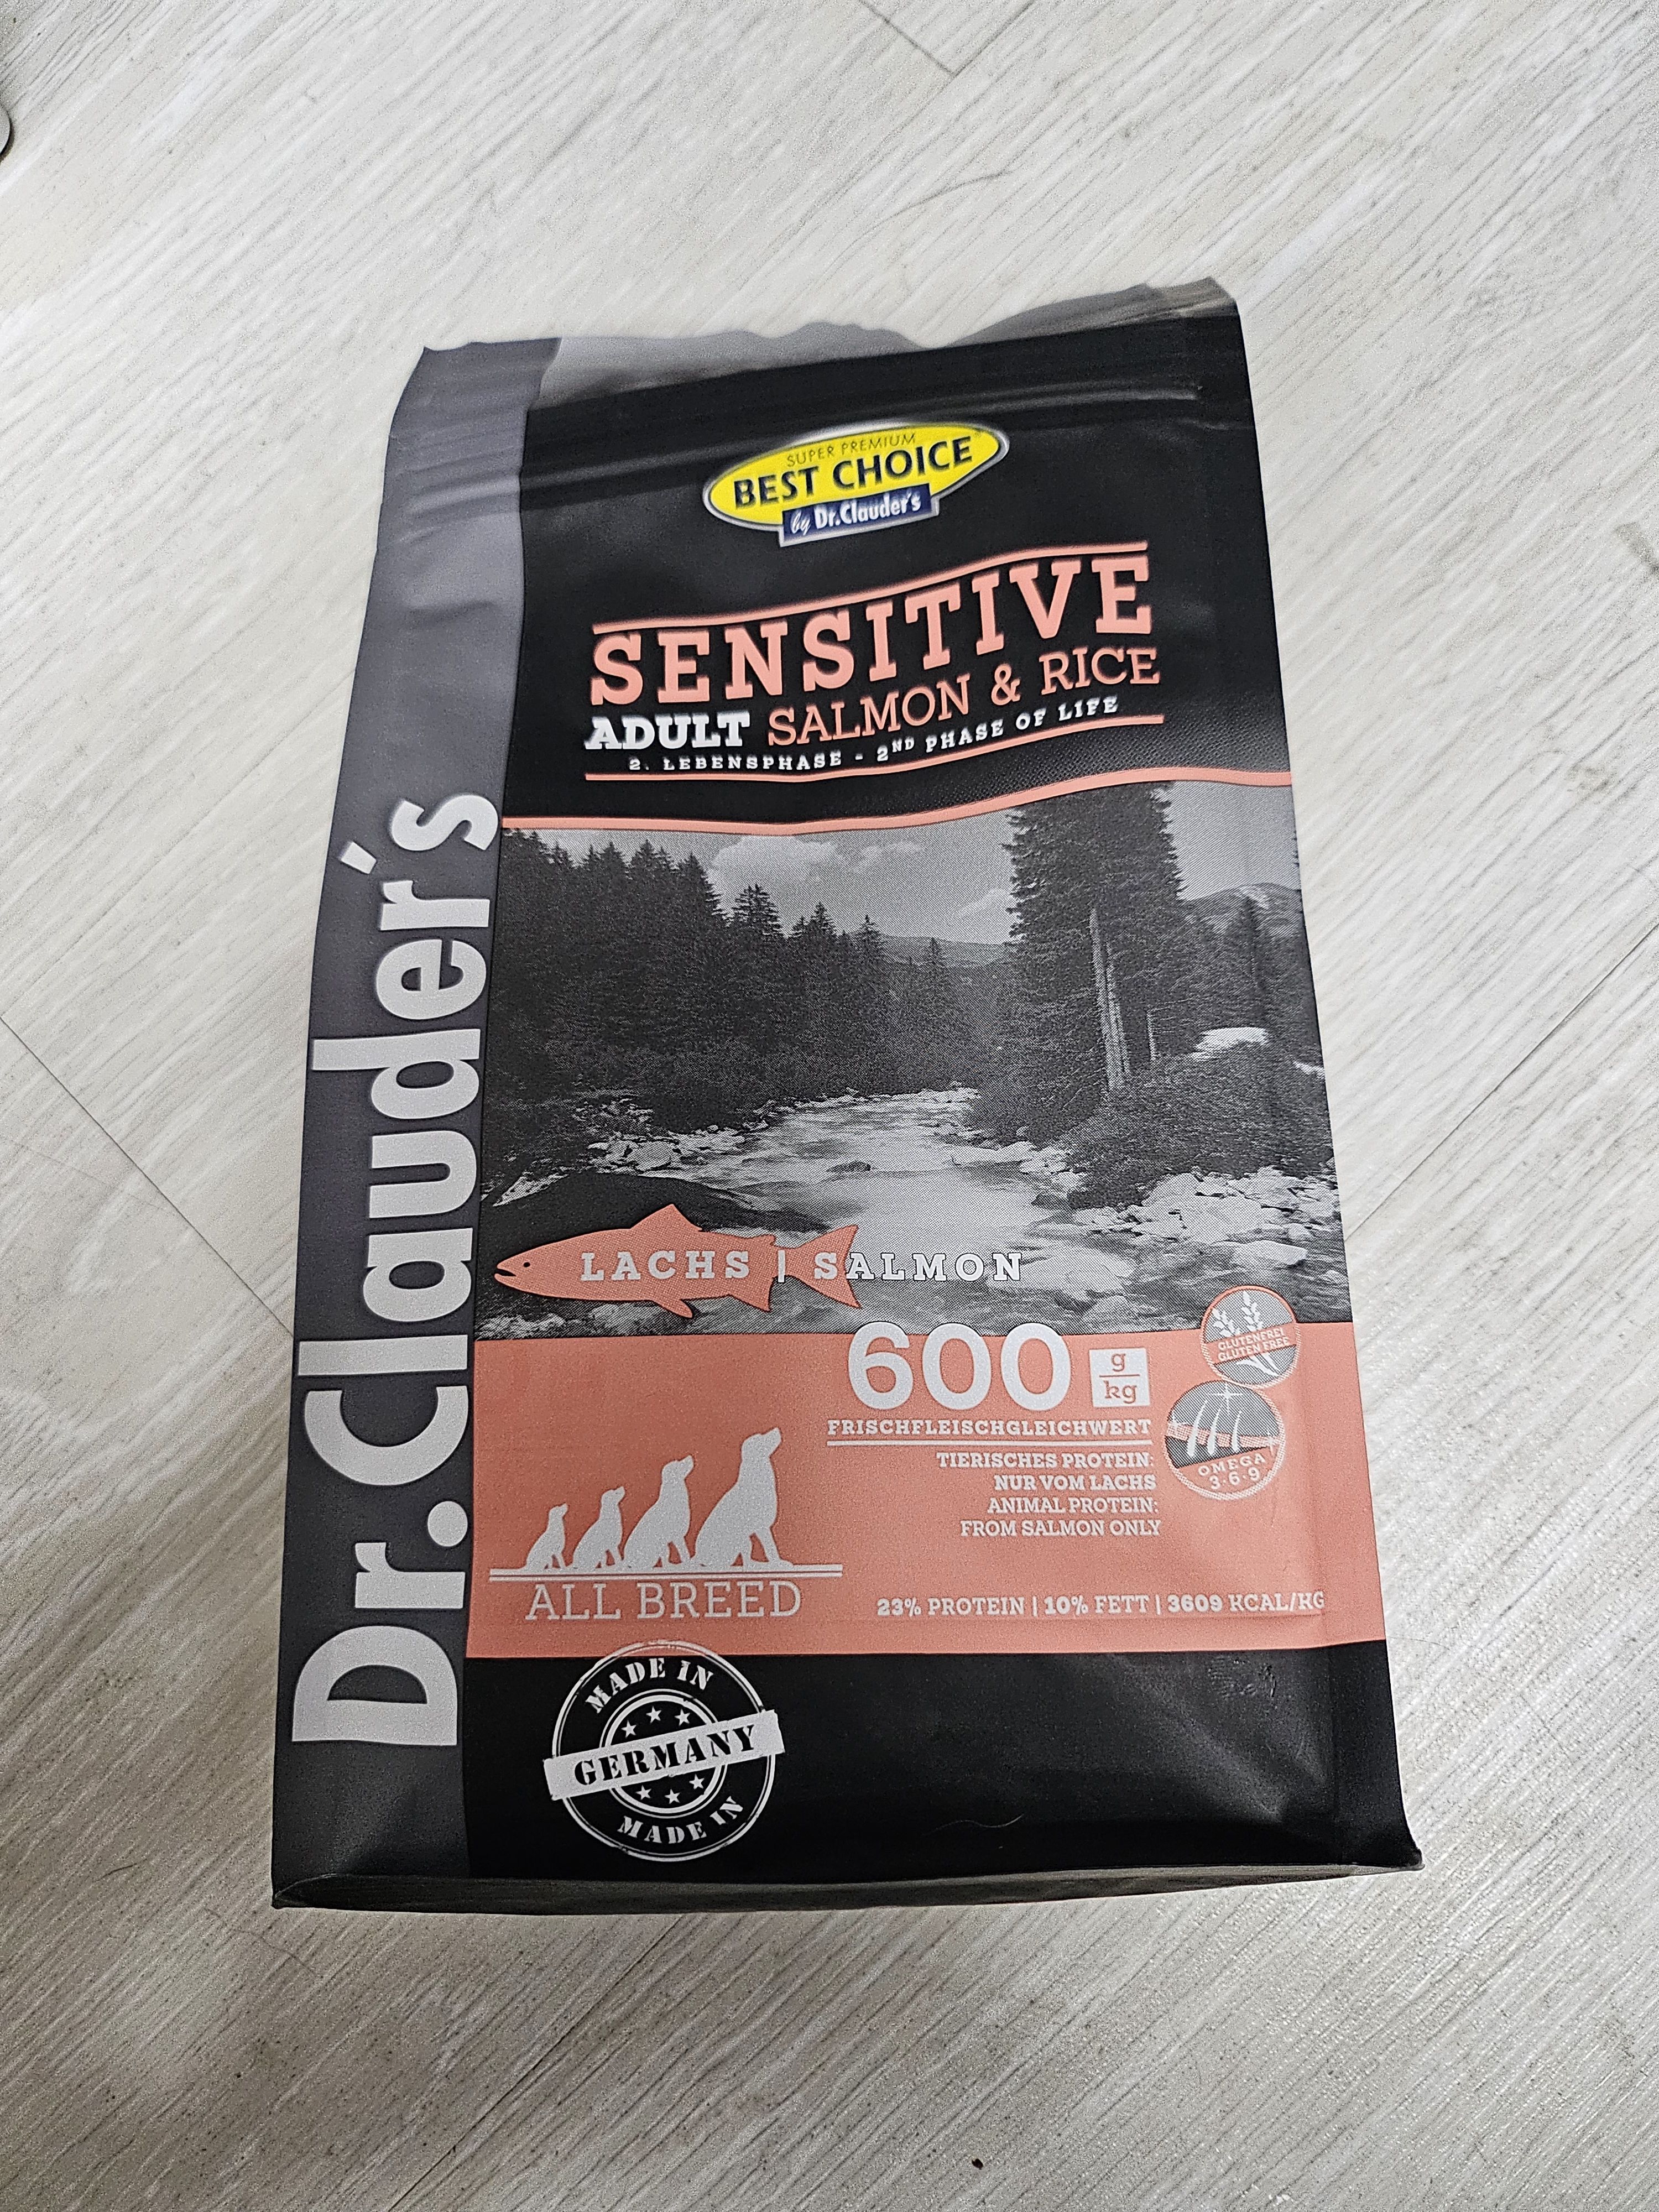 SUPER PREMIUM
BEST CHOICE
by Dr.Clauder's
SENSITIVE
ADULT SALMON & RICE
2. LEBENSPHASE - 2ND PHASE OF LIFE
Dr.Clauder's
LACHS | SALMON
600 g/kg
FRISCHFLEISCHGLEICHWERT
TIERISCHES PROTEIN:
NUR VOM LACHS
ANIMAL PROTEIN:
FROM SALMON ONLY
GLUTENFREI
GLUTEN FREE
OMEGA
3·6·9
ALL BREED
23% PROTEIN | 10% FETT | 3609 KCAL/KG
MADE IN
GERMANY
MADE IN